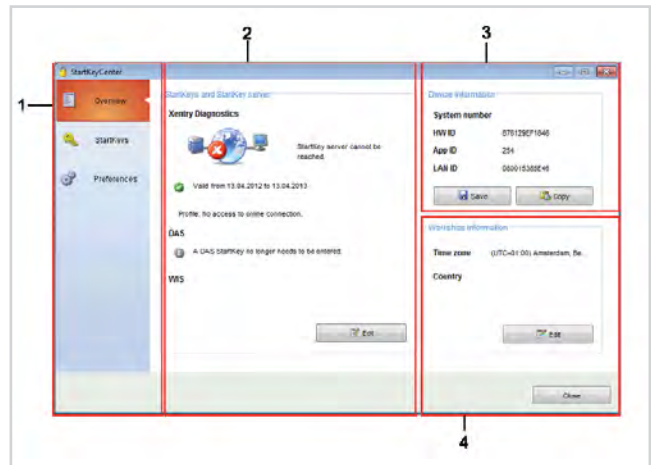 2
3
StartKeyCenter
1
Overview
StartKeys
Preferences
StartKeys and StartKey server
Xentry Diagnostics
StartKey server cannot be
reached.
Valid from 13.04.2012 to 13.04.2013
Profile: No access to online connection.
DAS
A DAS StartKey no longer needs to be entered.
WIS
Edit
Device information
System number
HW ID
App ID 254
LAN ID
Save Copy
Workshop information
Time zone (UTC+01:00) Amsterdam, Be...
Country
Edit
Close
4